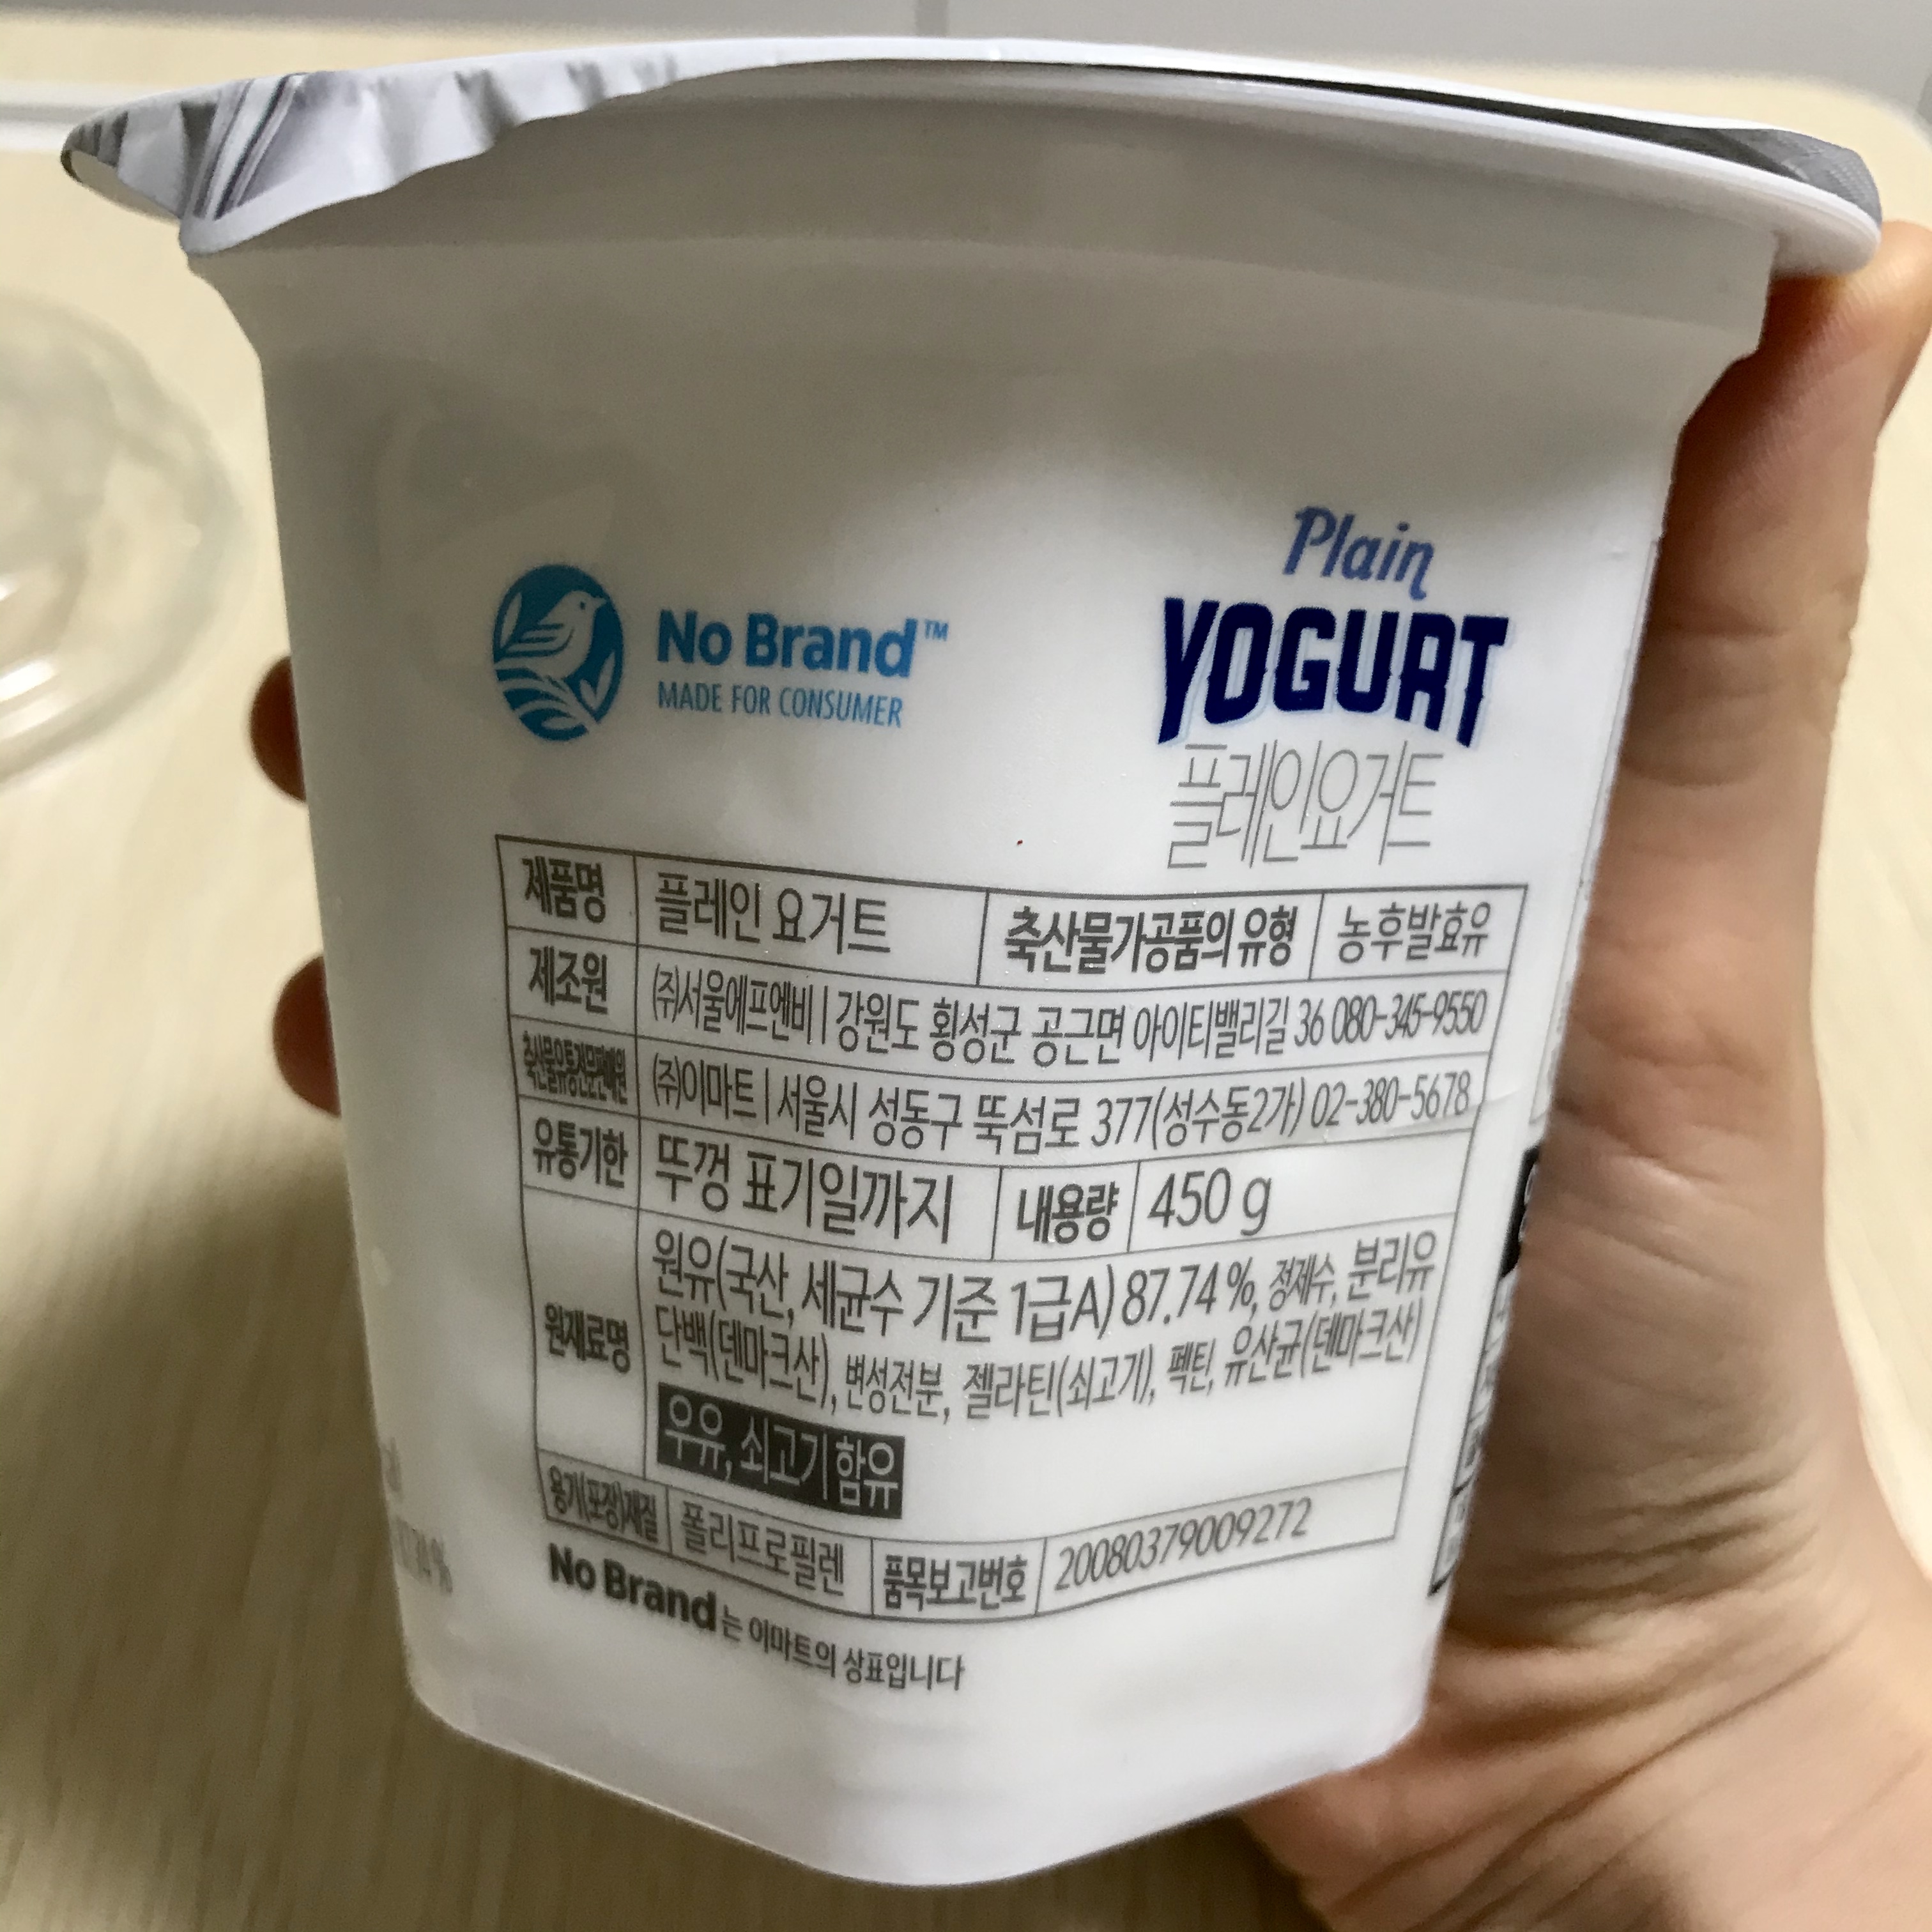 No Brand™
MADE FOR CONSUMER
Plain
YOGURT
플레인요거트
제품명 플레인 요거트 축산물가공품의 유형 농후발효유
제조원 ㈜서울에프엔비 | 강원도 횡성군 공근면 아이티밸리길 36 080-345-9550
축산물유통전문판매원 ㈜이마트 | 서울시 성동구 뚝섬로 377(성수동2가) 02-380-5678
유통기한 뚜껑 표기일까지 내용량 450 g
원재료명 원유(국산, 세균수 기준 1급A) 87.74 %, 정제수, 분리유
단백(덴마크산), 변성전분, 젤라틴(쇠고기), 펙틴, 유산균(덴마크산)
우유, 쇠고기 함유
용기(포장)재질 폴리프로필렌 품목보고번호 20080379009272
No Brand는 이마트의 상표입니다